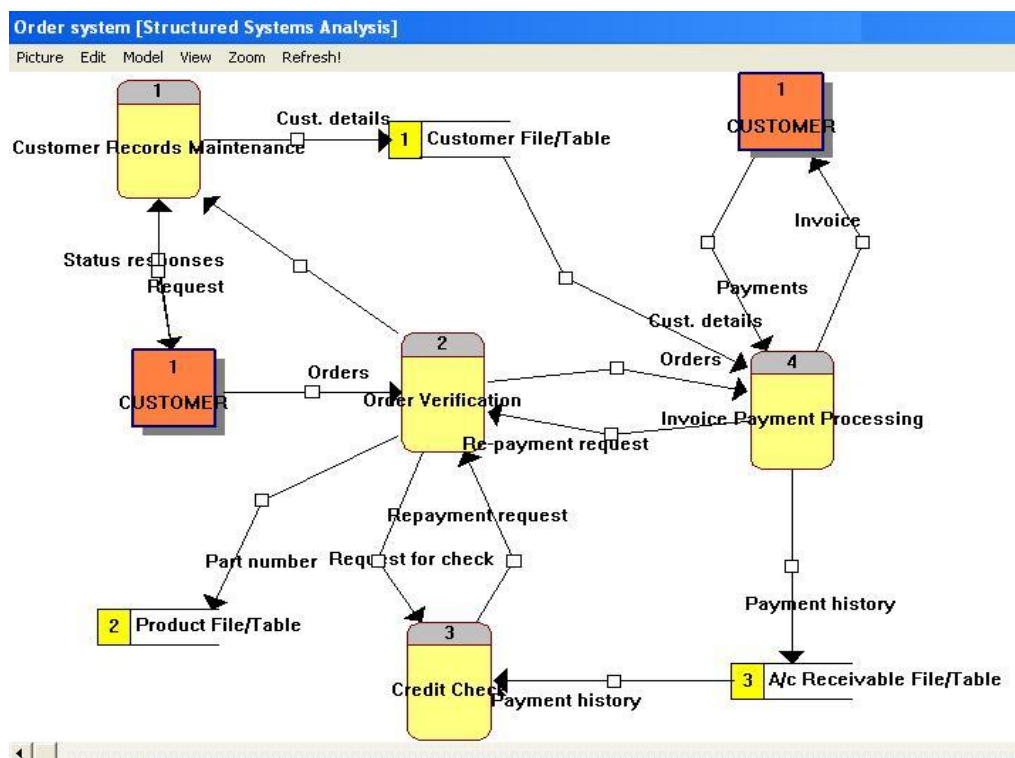 Order system [Structured Systems Analysis]
Picture Edit Model View Zoom Refresh!
1
Customer Records Maintenance
Cust. details
1 Customer File/Table
1
CUSTOMER
Invoice
Status responses
Request
Payments
Cust. details
1
CUSTOMER
Orders
2
Order Verification
Orders
4
Invoice Payment Processing
Re-payment request
Repayment request
Part number
Request for check
2 Product File/Table
3
Credit Check
Payment history
Payment history
3 A/c Receivable File/Table